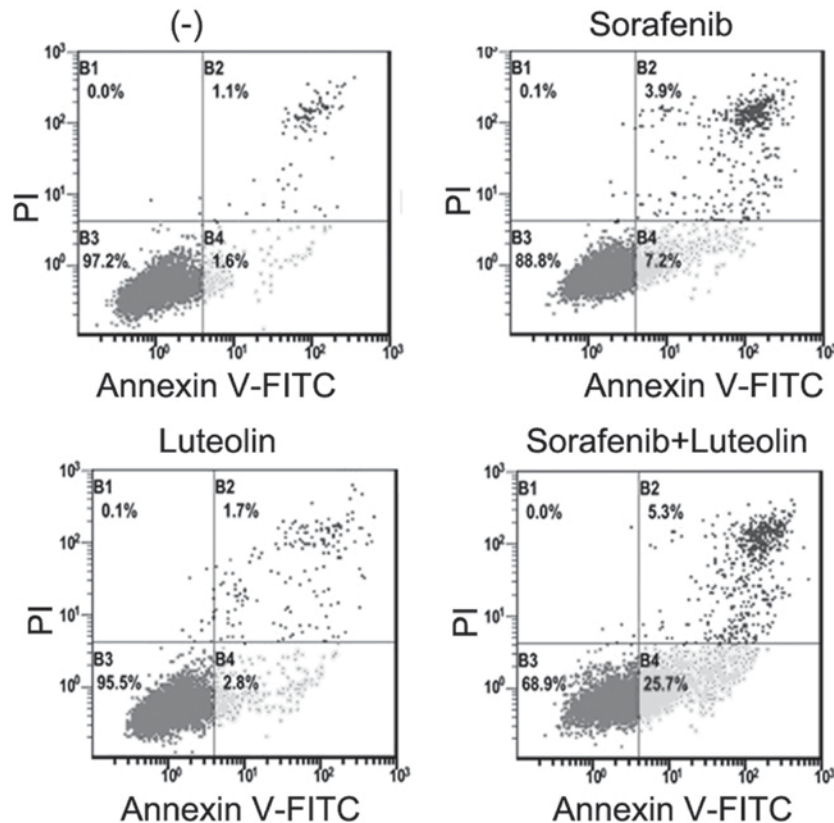 (-)
10³
B1
0.0%
B2
1.1%
10²
PI
10¹
B3
97.2%
B4
1.6%
10⁰
10⁰ 10¹ 10² 10³
Annexin V-FITC
Sorafenib
10³
B1
0.1%
B2
3.9%
10²
PI
10¹
B3
88.8%
B4
7.2%
10⁰
10⁰ 10¹ 10² 10³
Annexin V-FITC
Luteolin
10³
B1
0.1%
B2
1.7%
10²
PI
10¹
B3
95.5%
B4
2.8%
10⁰
10⁰ 10¹ 10² 10³
Annexin V-FITC
Sorafenib+Luteolin
10³
B1
0.0%
B2
5.3%
10²
PI
10¹
B3
68.9%
B4
25.7%
10⁰
10⁰ 10¹ 10² 10³
Annexin V-FITC